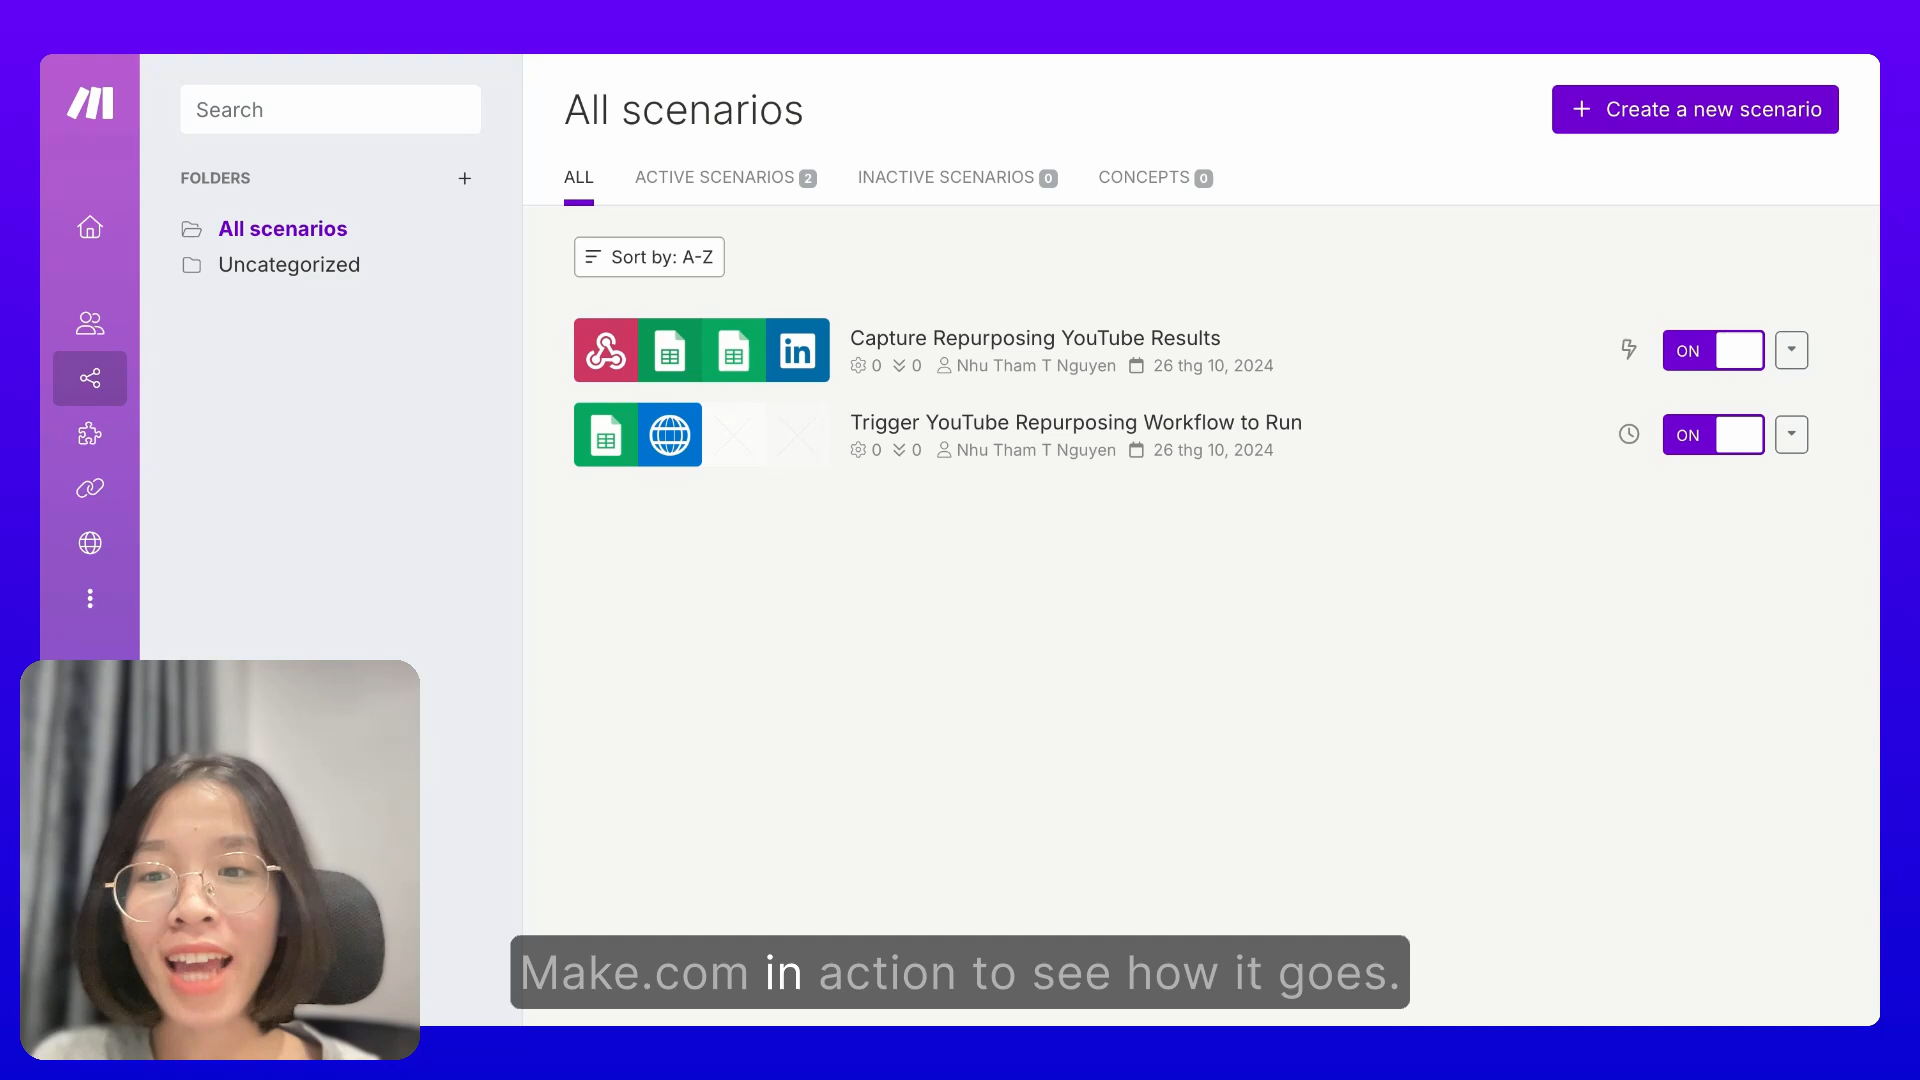 Search
FOLDERS
All scenarios
Uncategorized
All scenarios
Create a new scenario
ALL
ACTIVE SCENARIOS 2
INACTIVE SCENARIOS 0
CONCEPTS 0
Sort by: A-Z
in
Capture Repurposing YouTube Results
0 0 Nhu Tham T Nguyen 26 thg 10, 2024
ON
Trigger YouTube Repurposing Workflow to Run
0 0 Nhu Tham T Nguyen 26 thg 10, 2024
ON
Make.com in action to see how it goes.